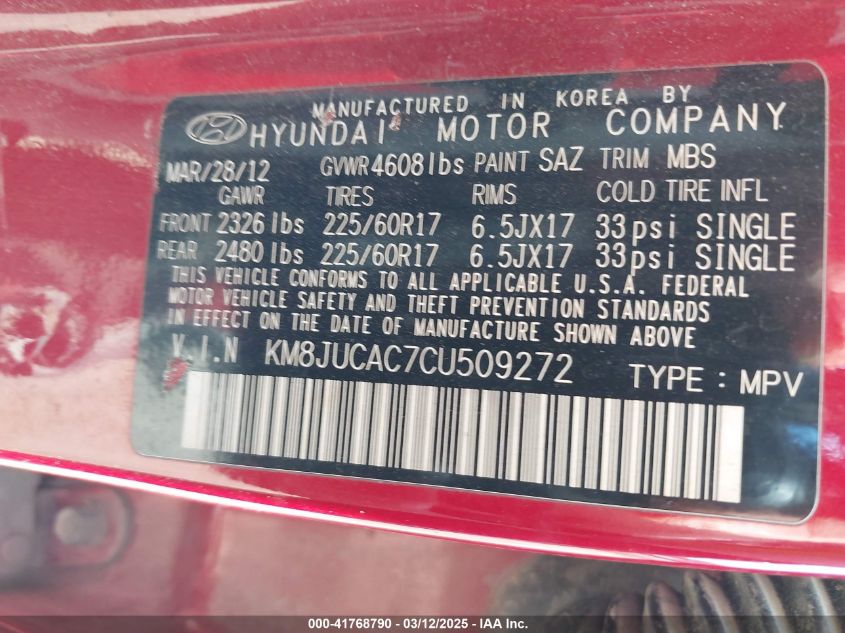 MANUFACTURED IN KOREA BY
HYUNDAI MOTOR COMPANY
MAR/28/12 GVWR 4608lbs PAINT SAZ TRIM MBS
GAWR TIRES RIMS COLD TIRE INFL
FRONT 2326 lbs 225/60R17 6.5JX17 33psi SINGLE
REAR 2480 lbs 225/60R17 6.5JX17 33psi SINGLE
THIS VEHICLE CONFORMS TO ALL APPLICABLE U.S.A. FEDERAL
MOTOR VEHICLE SAFETY AND THEFT PREVENTION STANDARDS
IN EFFECT ON THE DATE OF MANUFACTURE SHOWN ABOVE
V.I.N KM8JUCAC7CU509272 TYPE : MPV
000-41768790 - 03/12/2025 - IAA Inc.